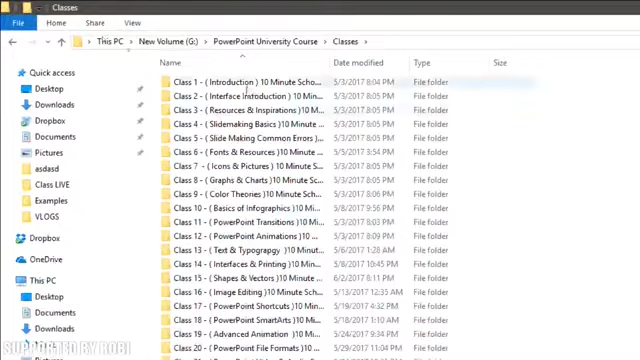 Classes
File Home Share View
This PC > New Volume (G:) > PowerPoint University Course > Classes >
Name Date modified Type Size
Quick access
Desktop
Downloads
Dropbox
Documents
Pictures
asdasd
Class LIVE
Examples
VLOGS
Dropbox
OneDrive
This PC
Desktop
Documents
Downloads
Class 1 - ( Introduction ) 10 Minute Scho... 5/3/2017 8:04 PM File folder
Class 2 - ( Interface Introduction ) 10 Min... 5/3/2017 8:05 PM File folder
Class 3 - ( Resources & Inspirations )10 M... 5/3/2017 8:05 PM File folder
Class 4 - ( Slidemaking Basics ) 10 Minute ... 5/3/2017 8:05 PM File folder
Class 5 - ( Slide Making Common Errors )... 5/3/2017 8:05 PM File folder
Class 6 - ( Fonts & Resources ) 10 Minute ... 5/5/2017 3:54 PM File folder
Class 7 - ( Icons & Pictures ) 10 Minute Sc... 5/3/2017 8:06 PM File folder
Class 8 - ( Graphs & Charts ) 10 Minute Sc... 5/3/2017 8:06 PM File folder
Class 9 - ( Color Theories ) 10 Minute Sch... 5/3/2017 8:06 PM File folder
Class 10 - ( Basics of Infographics )10 Mi... 5/8/2017 9:56 PM File folder
Class 11 - ( PowerPoint Transitions )10 Mi... 5/3/2017 8:08 PM File folder
Class 12 - ( PowerPoint Animations ) 10 ... 5/3/2017 8:09 PM File folder
Class 13 - ( Text & Typograpgy )10 Minut... 5/6/2017 1:28 AM File folder
Class 14 - ( Interfaces & Printing )10 Min... 5/6/2017 10:45 PM File folder
Class 15 - ( Shapes & Vectors )10 Minute ... 6/2/2017 8:11 PM File folder
Class 16 - ( Image Editing )10 Minute Sch... 5/13/2017 12:35 AM File folder
Class 17 - ( PowerPoint Shortcuts )10 Mi... 5/19/2017 4:32 PM File folder
Class 18 - ( PowerPoint SmartArts )10 Mi... 5/18/2017 1:10 AM File folder
Class 19 - ( Advanced Animation )10 Min... 5/24/2017 9:34 PM File folder
Class 20 - ( PowerPoint File Formats )10 ... 5/28/2017 11:04 PM File folder
SUPPORTED BY ROBI